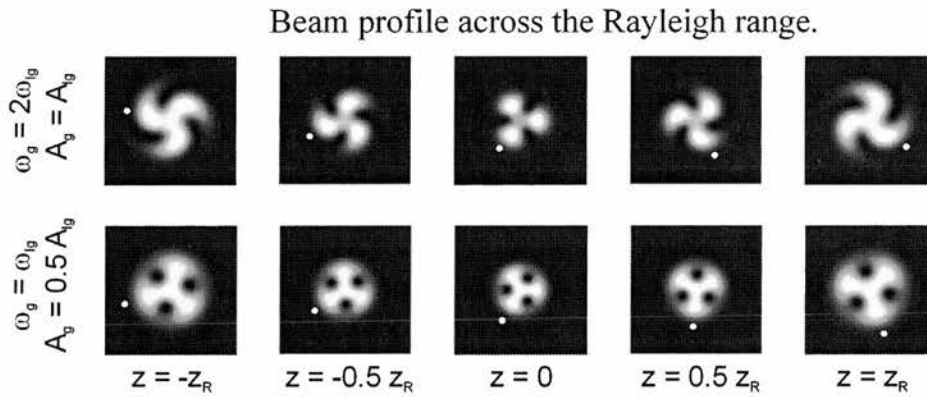 Beam profile across the Rayleigh range.
ω_g = 2ω_lg
A_g = A_lg
ω_g = ω_lg
A_g = 0.5 A_lg
z = -z_R
z = -0.5 z_R
z = 0
z = 0.5 z_R
z = z_R